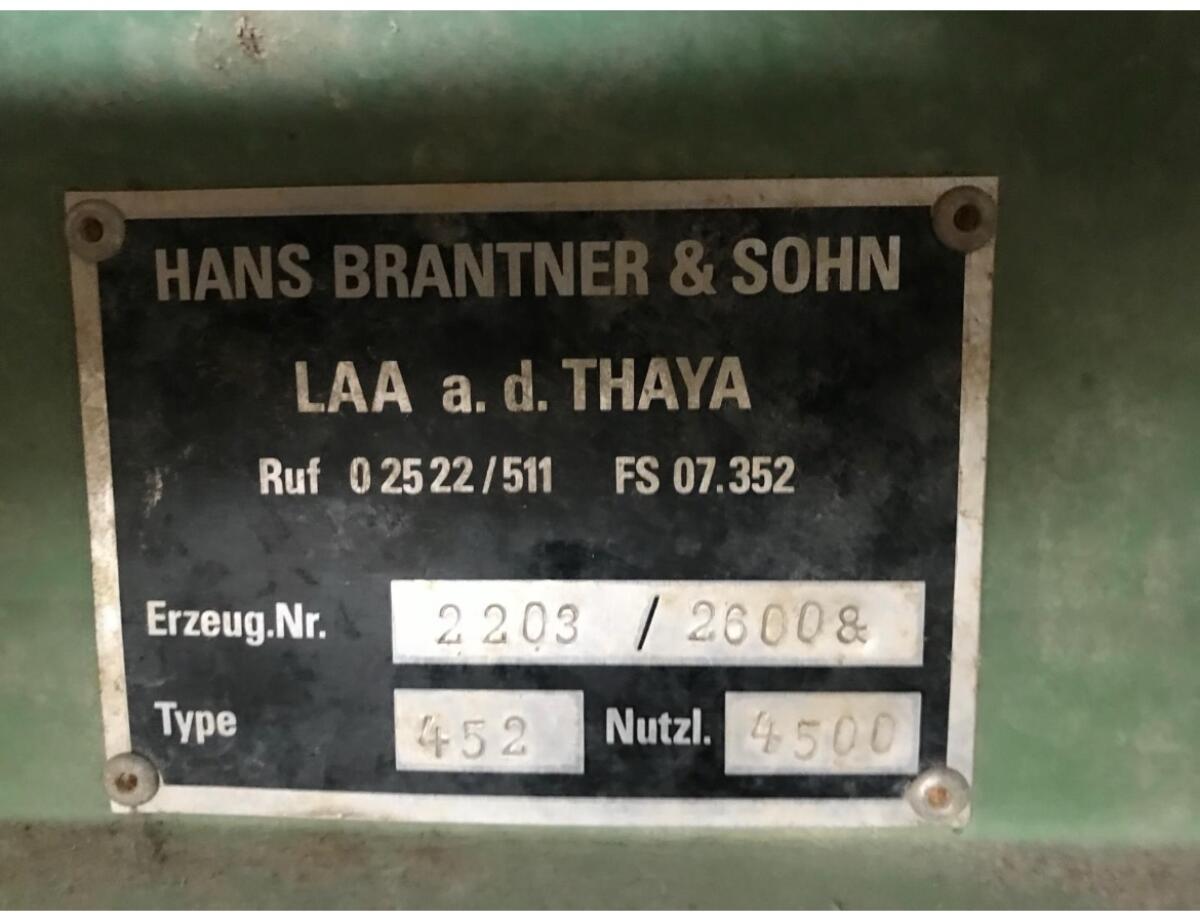 HANS BRANTNER & SOHN
LAA a. d. THAYA
Ruf 0 25 22/511 FS 07.352
Erzeug.Nr. 2203 / 26008&
Type 452 Nutzl. 4500